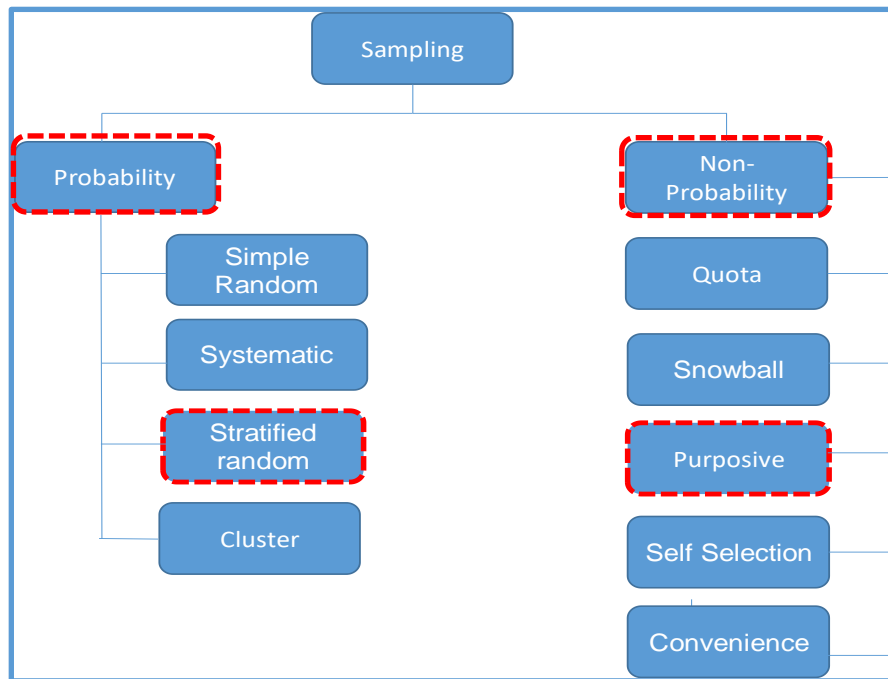 Sampling
Probability
Non-
Probability
Simple
Random
Quota
Systematic
Snowball
Stratified
random
Purposive
Cluster
Self Selection
Convenience